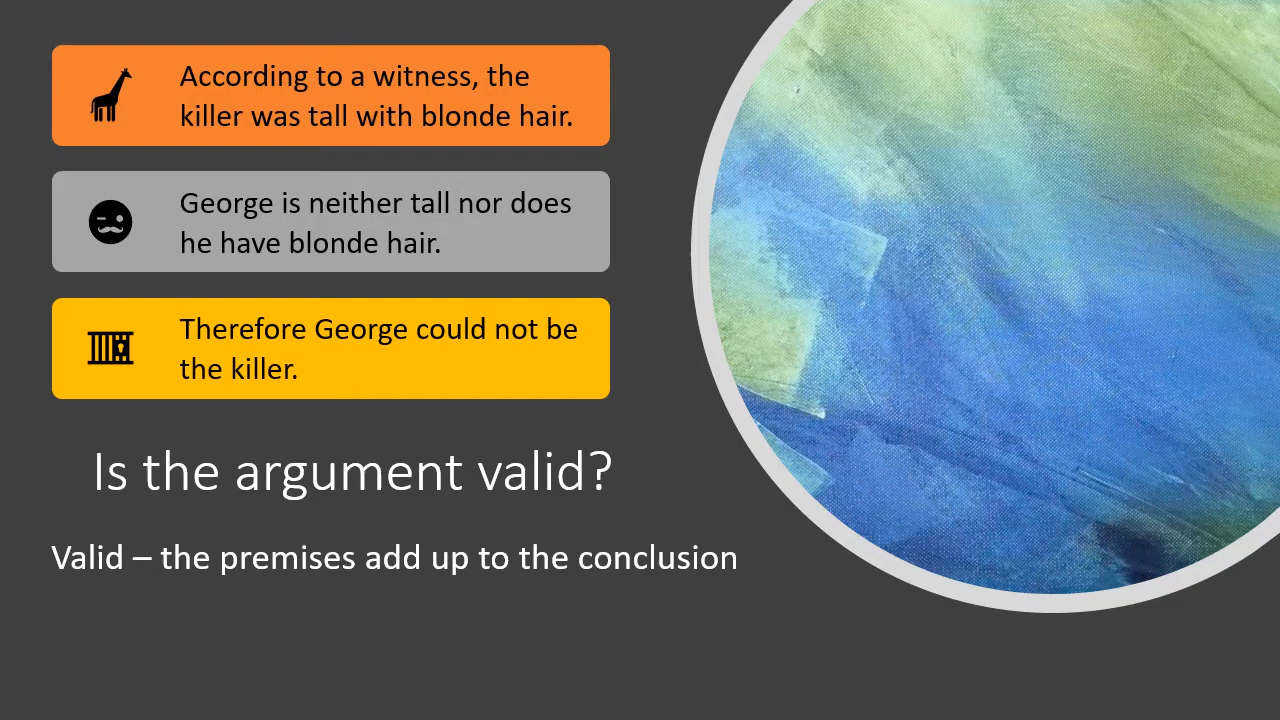 According to a witness, the
killer was tall with blonde hair.
George is neither tall nor does
he have blonde hair.
Therefore George could not be
the killer.
Is the argument valid?
Valid – the premises add up to the conclusion